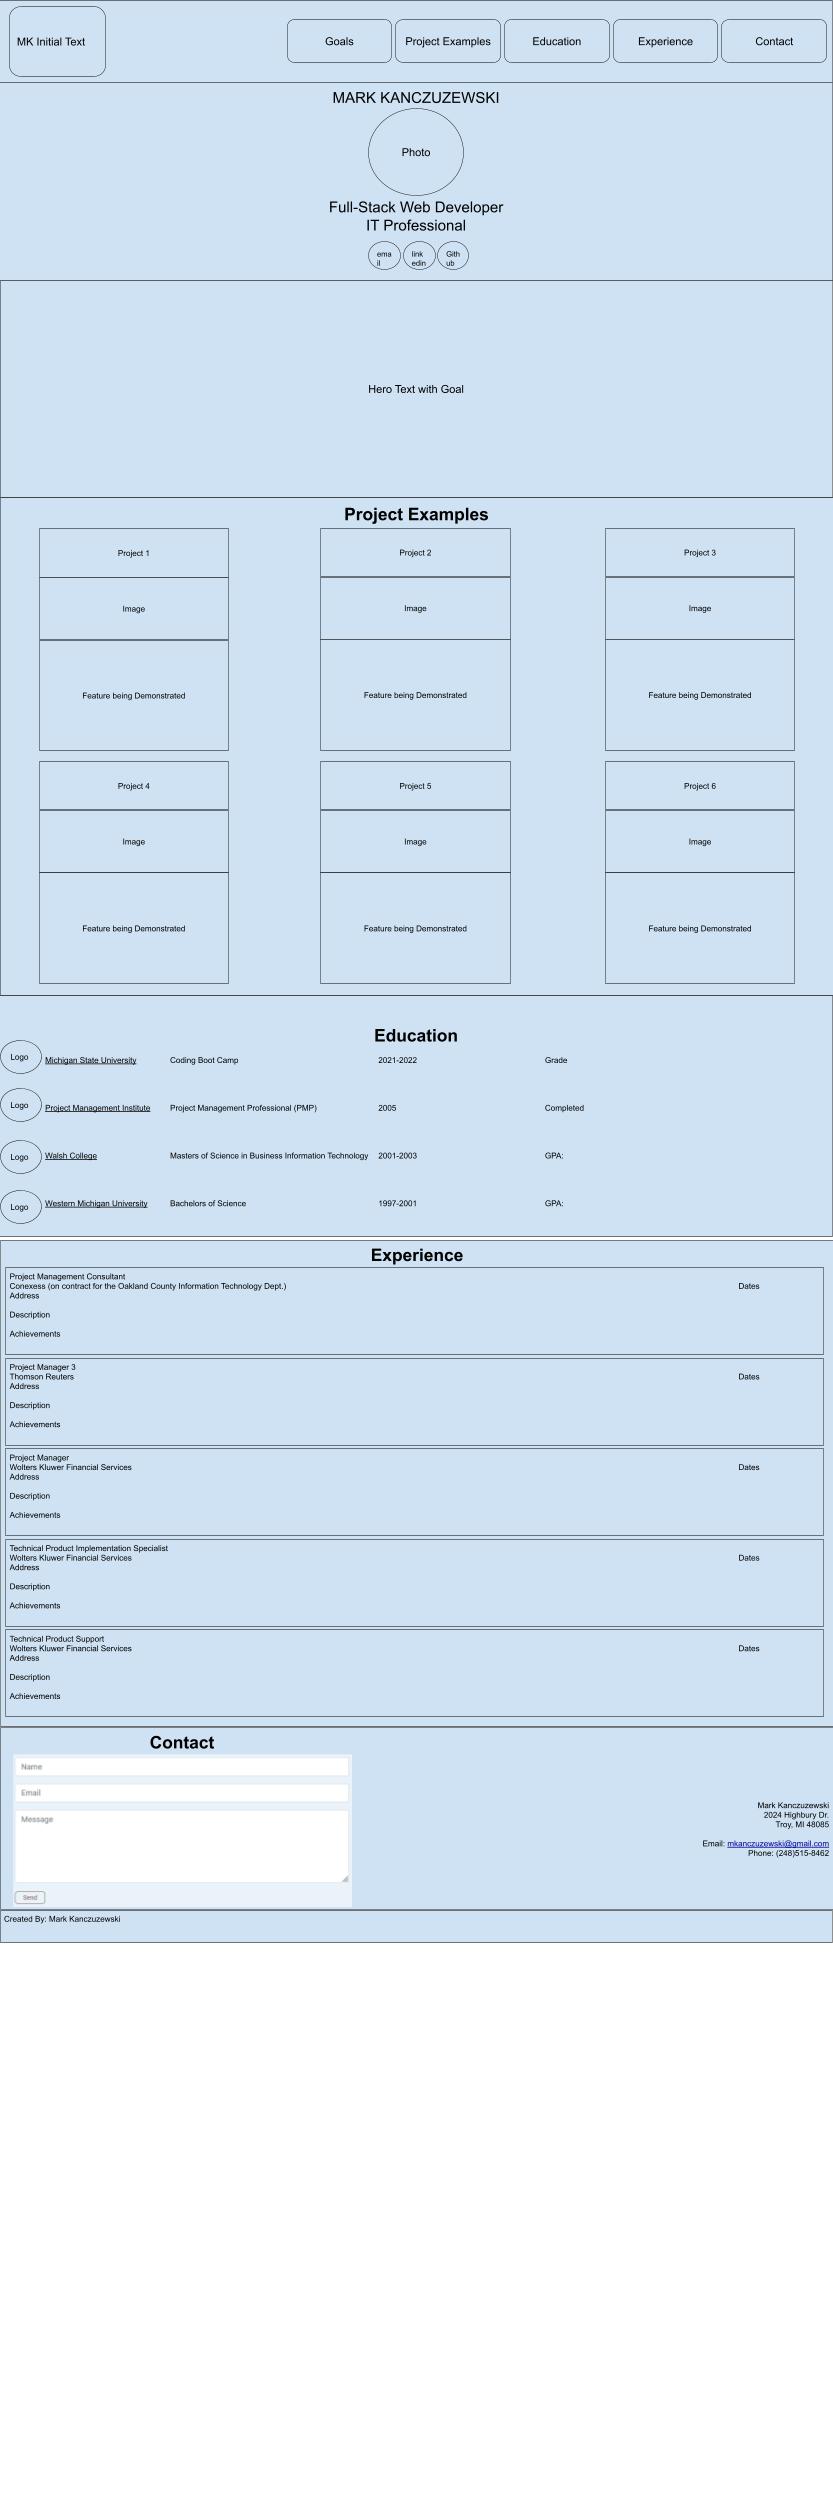 MK Initial Text
Goals
Project Examples
Education
Experience
Contact
MARK KANCZUZEWSKI
Photo
Full-Stack Web Developer
IT Professional
ema
il
link
edin
Gith
ub
Hero Text with Goal
Project Examples
Project 1
Project 2
Project 3
Image
Image
Image
Feature being Demonstrated
Feature being Demonstrated
Feature being Demonstrated
Project 4
Project 5
Project 6
Image
Image
Image
Feature being Demonstrated
Feature being Demonstrated
Feature being Demonstrated
Education
Logo
Michigan State University
Coding Boot Camp
2021-2022
Grade
Logo
Project Management Institute
Project Management Professional (PMP)
2005
Completed
Logo
Walsh College
Masters of Science in Business Information Technology
2001-2003
GPA:
Logo
Western Michigan University
Bachelors of Science
1997-2001
GPA:
Experience
Project Management Consultant
Conexess (on contract for the Oakland County Information Technology Dept.)
Dates
Address
Description
Achievements
Project Manager 3
Thomson Reuters
Dates
Address
Description
Achievements
Project Manager
Wolters Kluwer Financial Services
Dates
Address
Description
Achievements
Technical Product Implementation Specialist
Wolters Kluwer Financial Services
Dates
Address
Description
Achievements
Technical Product Support
Wolters Kluwer Financial Services
Dates
Address
Description
Achievements
Contact
Name
Email
Message
Send
Mark Kanczuzewski
2024 Highbury Dr.
Troy, MI 48085
Email: mkanczuzewski@gmail.com
Phone: (248)515-8462
Created By: Mark Kanczuzewski